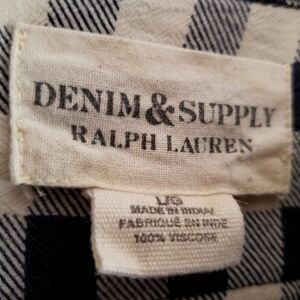 DENIM & SUPPLY
RALPH LAUREN
L/G
MADE IN INDIA/
FABRIQUÉ EN INDE
100% VISCOSE